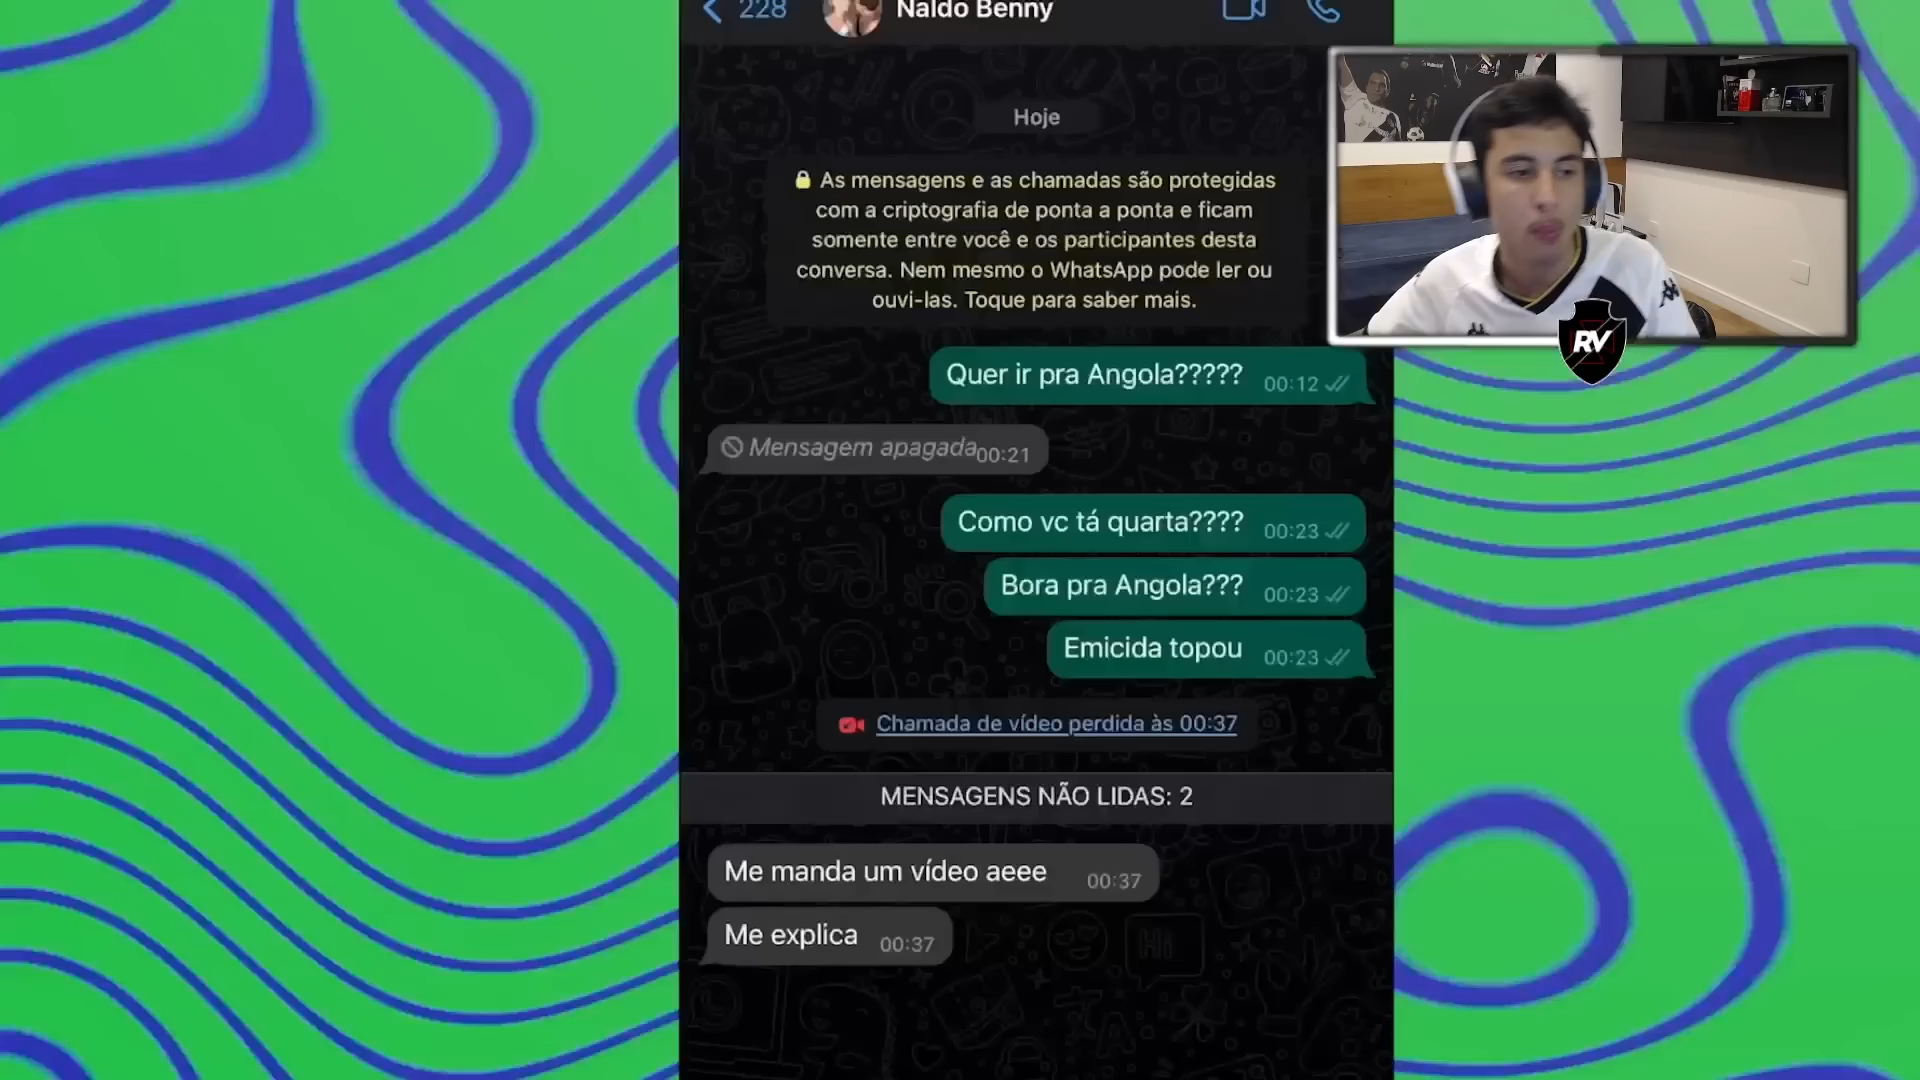 228
Naldo Benny
Hoje
As mensagens e as chamadas são protegidas
com a criptografia de ponta a ponta e ficam
somente entre você e os participantes desta
conversa. Nem mesmo o WhatsApp pode ler ou
ouvi-las. Toque para saber mais.
Quer ir pra Angola????? 00:12
Mensagem apagada 00:21
Como vc tá quarta???? 00:23
Bora pra Angola??? 00:23
Emicida topou 00:23
Chamada de vídeo perdida às 00:37
MENSAGENS NÃO LIDAS: 2
Me manda um vídeo aeee 00:37
Me explica 00:37
RV